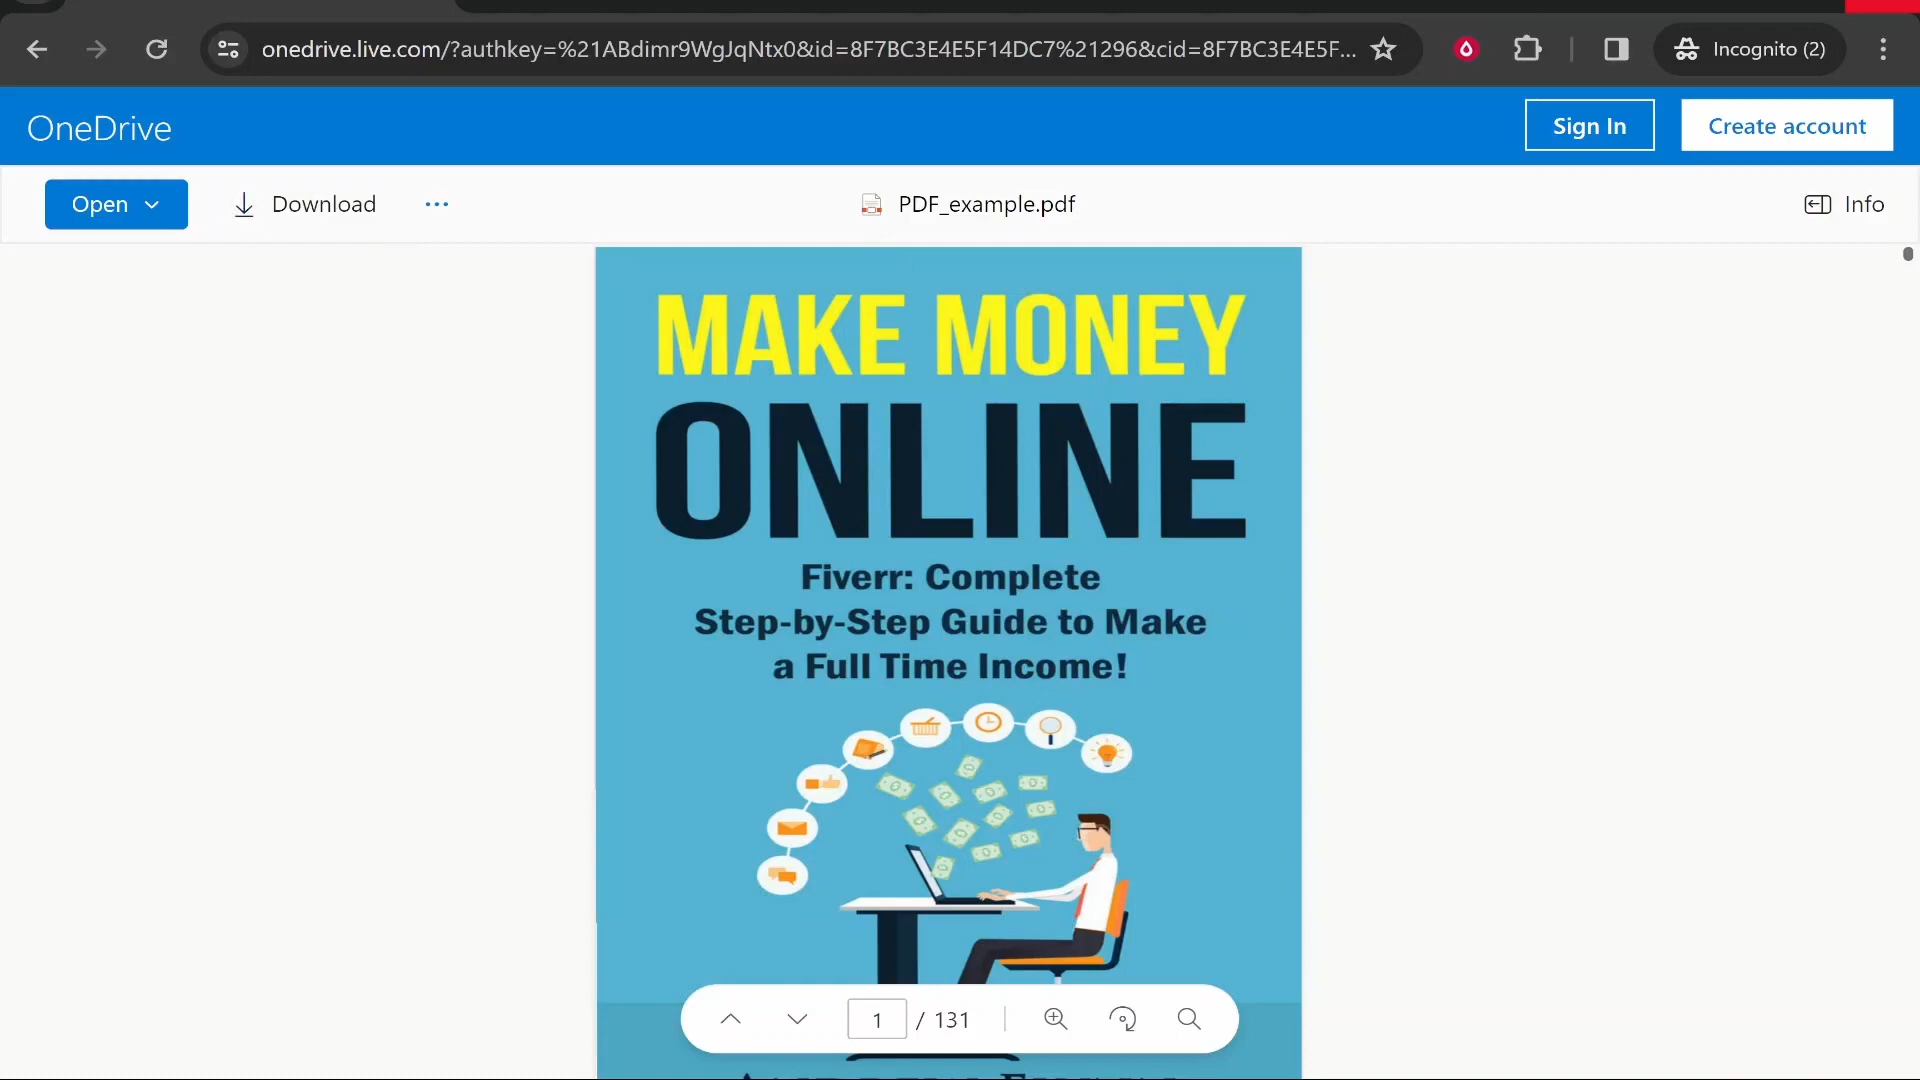 onedrive.live.com/?authkey=%21ABdimr9WgJqNtx0&id=8F7BC3E4E5F14DC7%21296&cid=8F7BC3E4E5F...
Incognito (2)
OneDrive
Sign In
Create account
Open
Download
PDF_example.pdf
Info
MAKE MONEY
ONLINE
Fiverr: Complete
Step-by-Step Guide to Make
a Full Time Income!
1 / 131